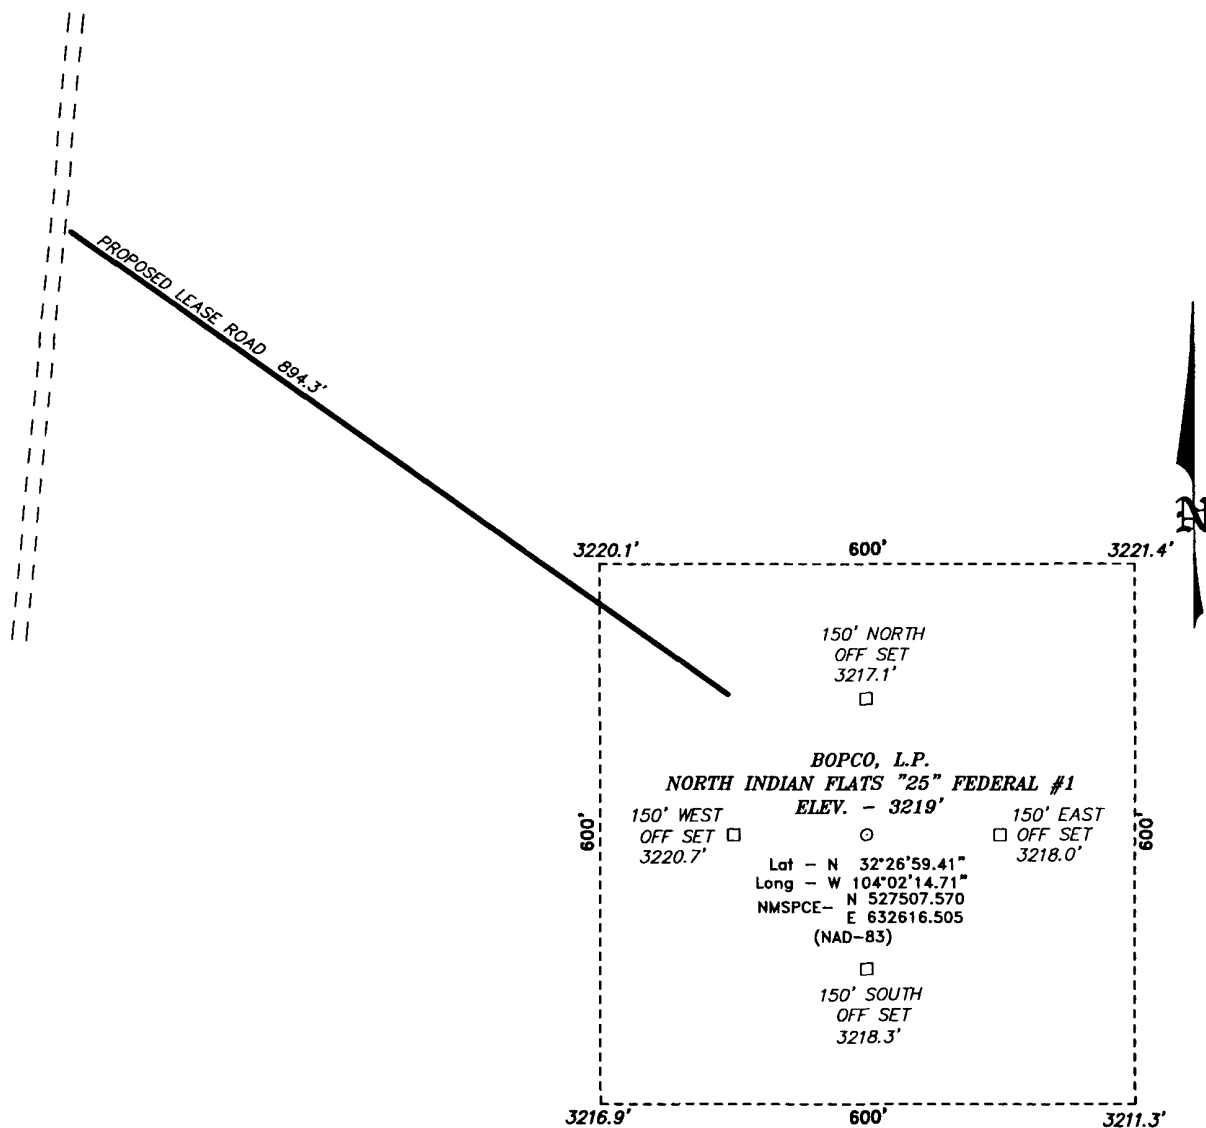 PROPOSED LEASE ROAD 894.3'
N
3220.1'
600'
3221.4'
150' NORTH
OFF SET
3217.1'
BOPCO, L.P.
NORTH INDIAN FLATS "25" FEDERAL #1
ELEV. - 3219'
600'
150' WEST
OFF SET
3220.7'
150' EAST
OFF SET
3218.0'
600'
Lat - N 32°26'59.41"
Long - W 104°02'14.71"
NMSPCE- N 527507.570
E 632616.505
(NAD-83)
150' SOUTH
OFF SET
3218.3'
3216.9'
600'
3211.3'